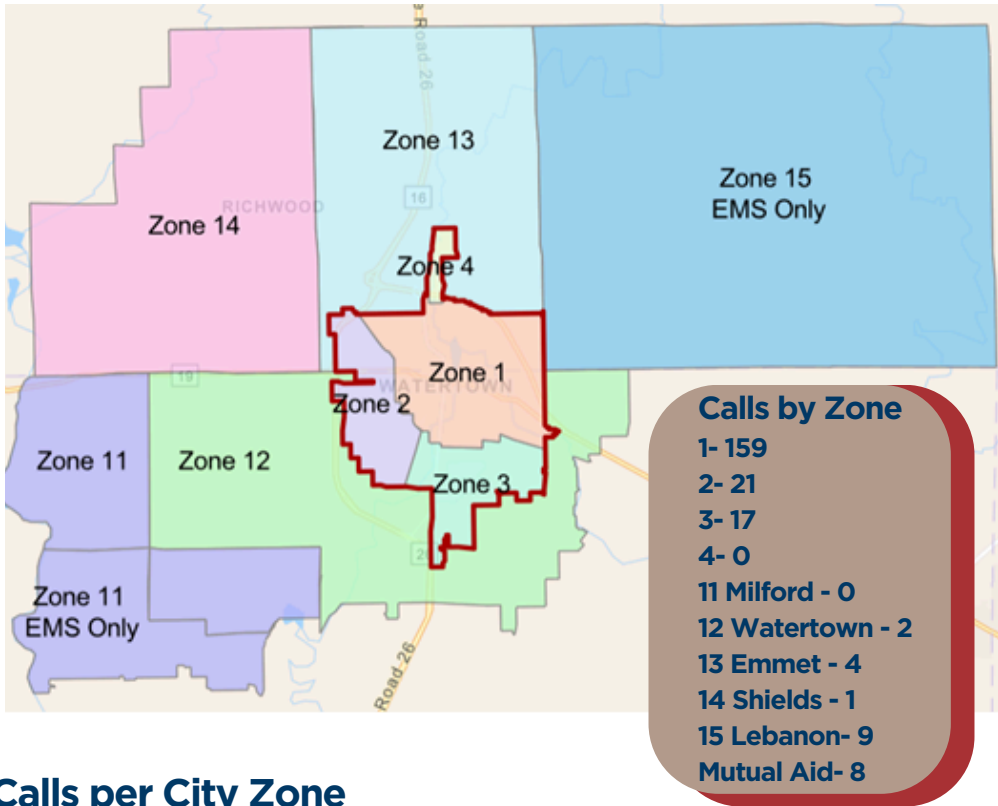 Road 26
Zone 13
Zone 15
EMS Only
16
RICHWOOD
Zone 14
Zone 4
Zone 1
19
WATERTOWN
Zone 2
Zone 11
Zone 12
Zone 3
Zone 11
EMS Only
Road 26
Calls by Zone
1- 159
2- 21
3- 17
4- 0
11 Milford - 0
12 Watertown - 2
13 Emmet - 4
14 Shields - 1
15 Lebanon- 9
Mutual Aid- 8
Calls per City Zone